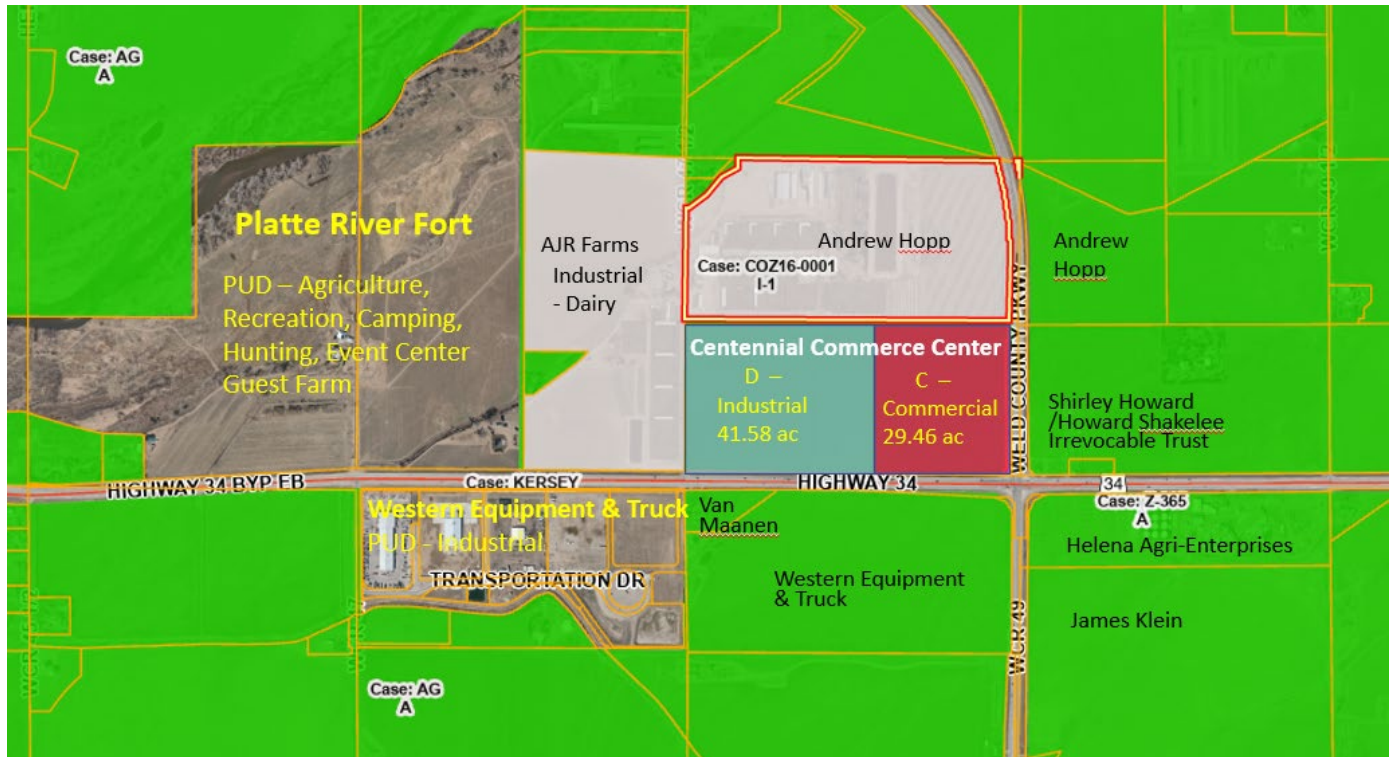 Case: AG
A
Platte River Fort
PUD – Agriculture,
Recreation, Camping,
Hunting, Event Center
Guest Farm
AJR Farms
Industrial
- Dairy
Andrew Hopp
Case: COZ16-0001
I-1
Andrew
Hopp
WELD COUNTY PKWY
WCR 49 1/2
Centennial Commerce Center
D –
Industrial
41.58 ac
C –
Commercial
29.46 ac
Shirley Howard
/Howard Shakelee
Irrevocable Trust
HIGHWAY 34 BYP EB
Case: KERSEY
HIGHWAY 34
34
Case: Z-365
A
Western Equipment & Truck
PUD - Industrial
Van
Maanen
Helena Agri-Enterprises
TRANSPORTATION DR
Western Equipment
& Truck
WCR 49
James Klein
Case: AG
A